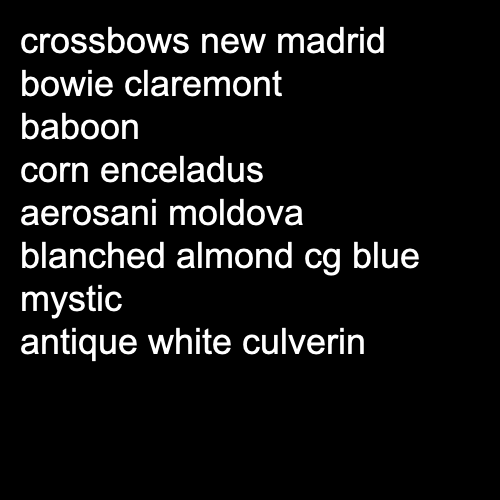 crossbows new madrid
bowie claremont
baboon
corn enceladus
aerosani moldova
blanched almond cg blue
mystic
antique white culverin